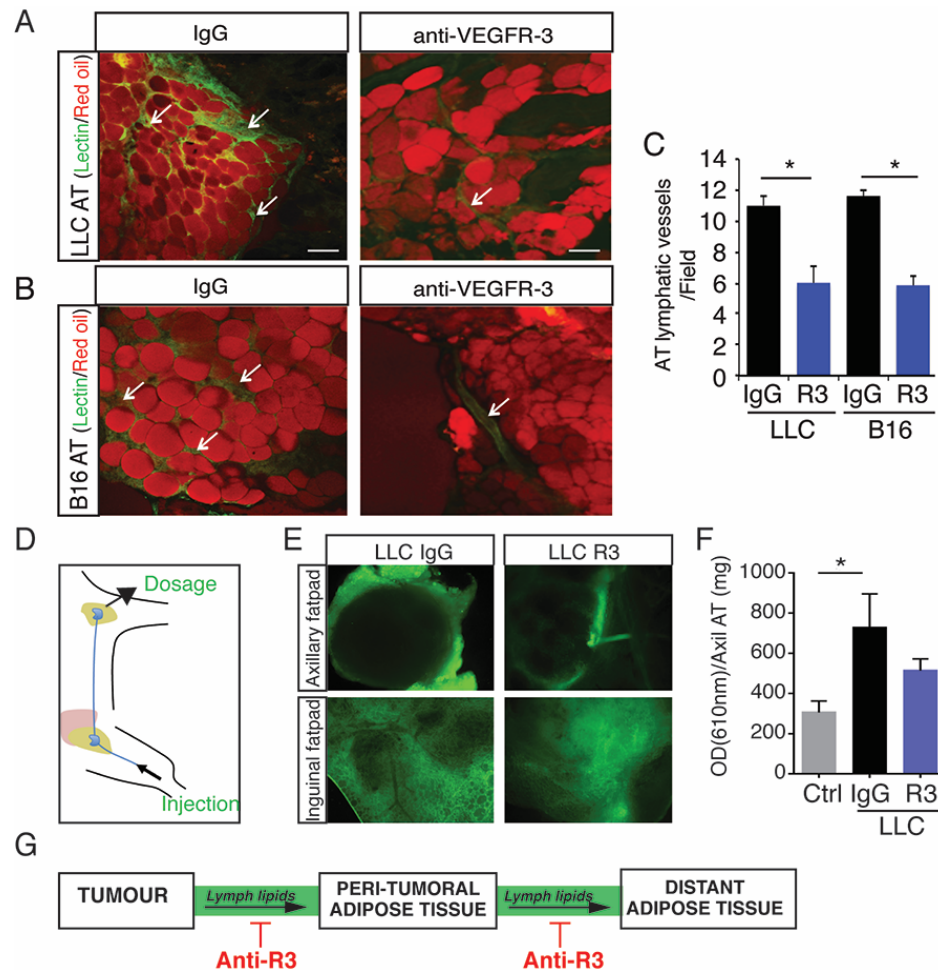 A
IgG
anti-VEGFR-3
LLC AT (Lectin/Red oil)
B
IgG
anti-VEGFR-3
B16 AT (Lectin/Red oil)
C
AT lymphatic vessels
/Field
14
12
10
8
6
4
2
0
*
*
IgG R3 IgG R3
LLC B16
D
Dosage
Injection
E
LLC IgG
LLC R3
Axillary fatpad
Inguinal fatpad
F
OD(610nm)/Axil AT (mg)
1000
800
600
400
200
0
*
Ctrl IgG R3
LLC
G
TUMOUR
Lymph lipids
PERI-TUMORAL
ADIPOSE TISSUE
Lymph lipids
DISTANT
ADIPOSE TISSUE
Anti-R3
Anti-R3